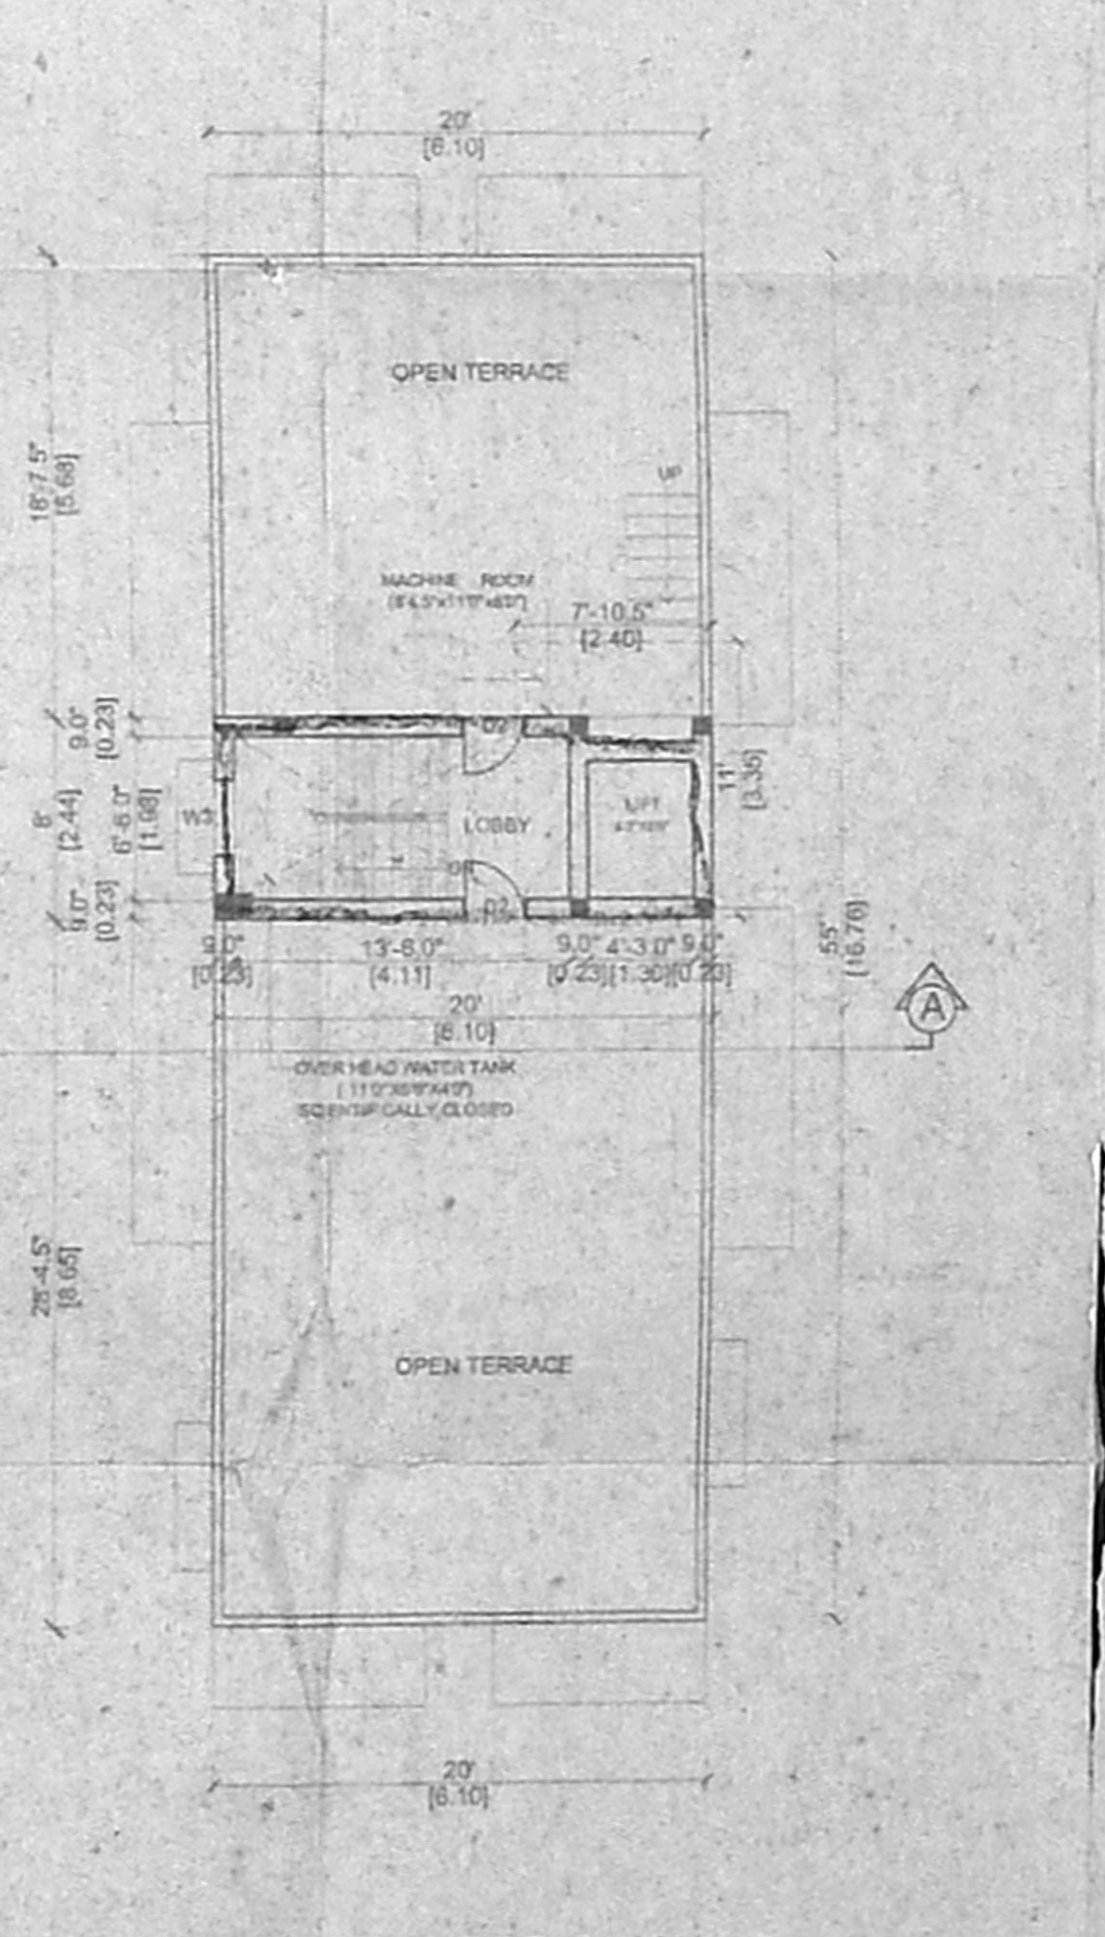 20'
[6.10]
OPEN TERRACE
18'-7.5"
[5.68]
UP
MACHINE ROOM
7'-10.5"
[2.40]
9.0"
[0.23]
D2
11'
[3.35]
8'
[2.44]
6'-6.0"
[1.98]
W3
LOBBY
LIFT
DN
9.0"
[0.23]
D2
9.0" 13'-6.0" 9.0" 4'-3.0" 9.0"
[0.23] [4.11] [0.23] [1.30] [0.23]
55'
[16.76]
A
20'
[6.10]
OVER HEAD WATER TANK
SCIENTIFICALLY CLOSED
28'-4.5"
[8.65]
OPEN TERRACE
20'
[6.10]